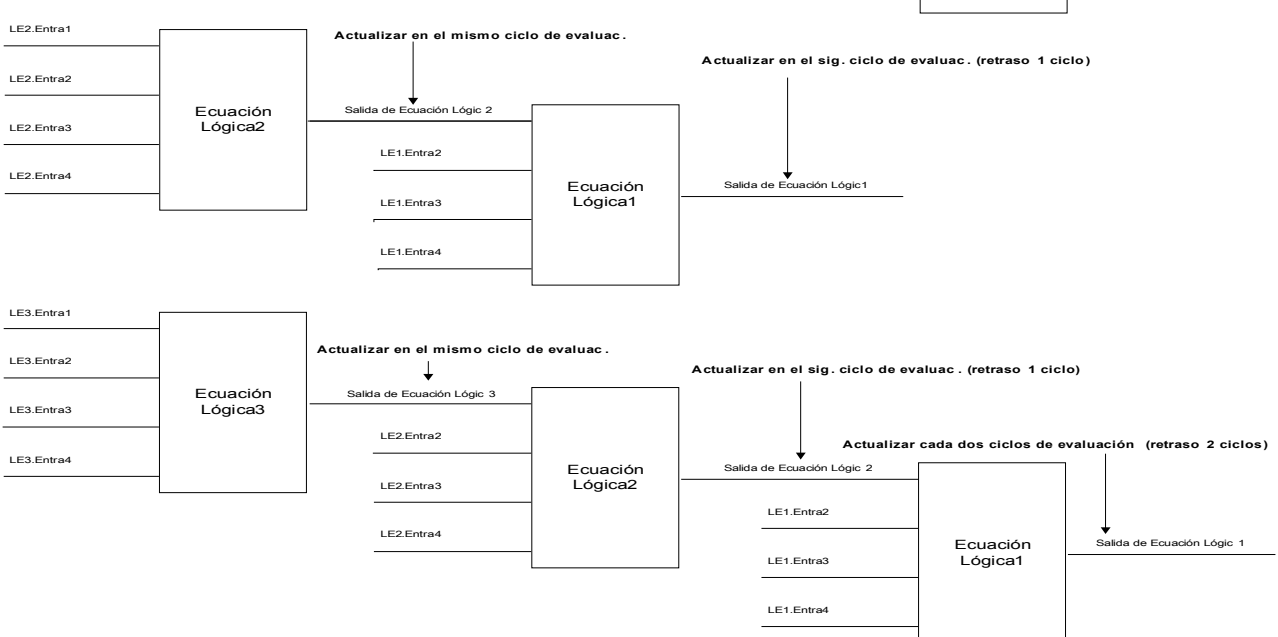 LE2.Entra1
Actualizar en el mismo ciclo de evaluac.
Actualizar en el sig. ciclo de evaluac. (retraso 1 ciclo)
LE2.Entra2
Ecuación
Lógica2
Salida de Ecuación Lógic 2
LE2.Entra3
LE1.Entra2
LE2.Entra4
Ecuación
Lógica1
Salida de Ecuación Lógic1
LE1.Entra3
LE1.Entra4
LE3.Entra1
Actualizar en el mismo ciclo de evaluac.
LE3.Entra2
Actualizar en el sig. ciclo de evaluac. (retraso 1 ciclo)
Ecuación
Lógica3
Salida de Ecuación Lógic 3
LE3.Entra3
LE2.Entra2
Actualizar cada dos ciclos de evaluación (retraso 2 ciclos)
LE3.Entra4
Ecuación
Lógica2
Salida de Ecuación Lógic 2
LE2.Entra3
LE1.Entra2
LE2.Entra4
Ecuación
Lógica1
Salida de Ecuación Lógic 1
LE1.Entra3
LE1.Entra4